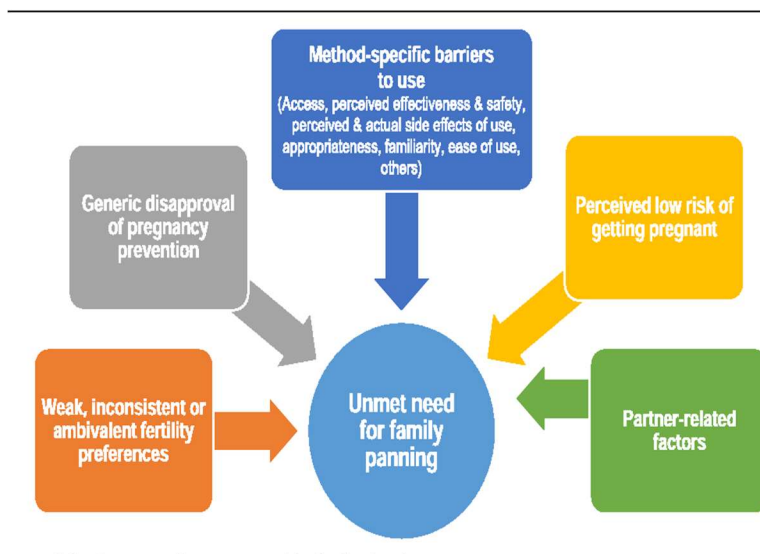 Method-specific barriers
to use
(Access, perceived effectiveness & safety,
perceived & actual side effects of use,
appropriateness, familiarity, ease of use,
others)
Generic disapproval
of pregnancy
prevention
Perceived low risk of
getting pregnant
Weak, inconsistent or
ambivalent fertility
preferences
Unmet need
for family
panning
Partner-related
factors